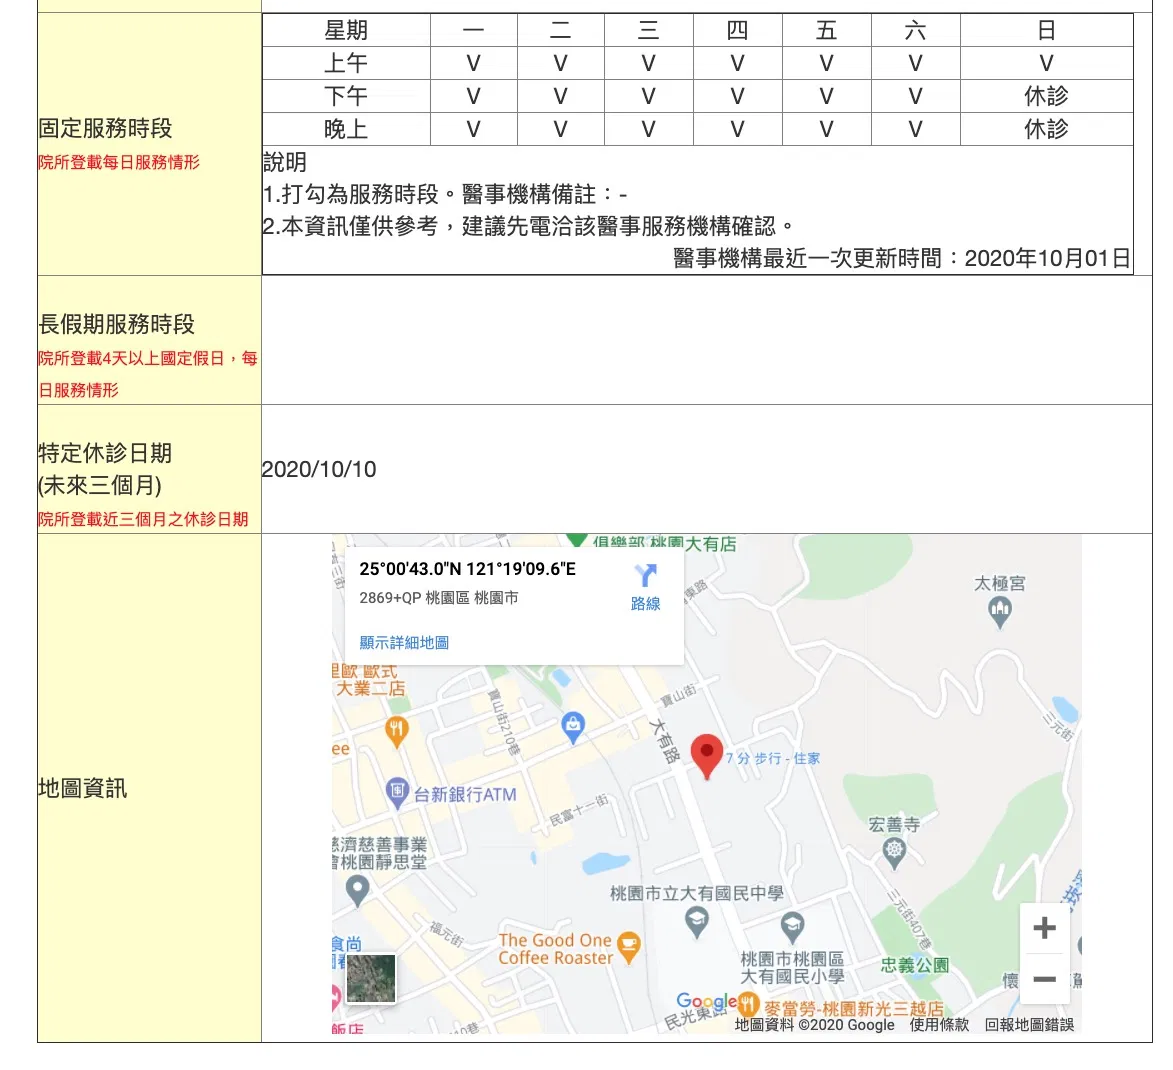 星期 一 二 三 四 五 六 日
上午 V V V V V V V
下午 V V V V V V 休診
晚上 V V V V V V 休診
固定服務時段
院所登載每日服務情形
說明
1.打勾為服務時段。醫事機構備註：-
2.本資訊僅供參考，建議先電洽該醫事服務機構確認。
醫事機構最近一次更新時間：2020年10月01日
長假期服務時段
院所登載4天以上國定假日，每
日服務情形
特定休診日期
(未來三個月)
院所登載近三個月之休診日期
2020/10/10
地圖資訊
俱樂部 桃園大有店
25°00'43.0"N 121°19'09.6"E
2869+QP 桃園區 桃園市
路線
顯示詳細地圖
東路
太極宮
里歐 歐式
大業二店
寶山街
寶山街210巷
大有路
三元街
ee
7 分 步行 - 住家
台新銀行ATM
民富十一街
宏善寺
慈濟慈善事業
會桃園靜思堂
桃園市立大有國民中學
三元街407巷
福元街
食尚
The Good One
Coffee Roaster
桃園市桃園區
大有國民小學
忠義公園
懷
Google
麥當勞-桃園新光三越店
民光東路
飯店
地圖資料 ©2020 Google 使用條款 回報地圖錯誤